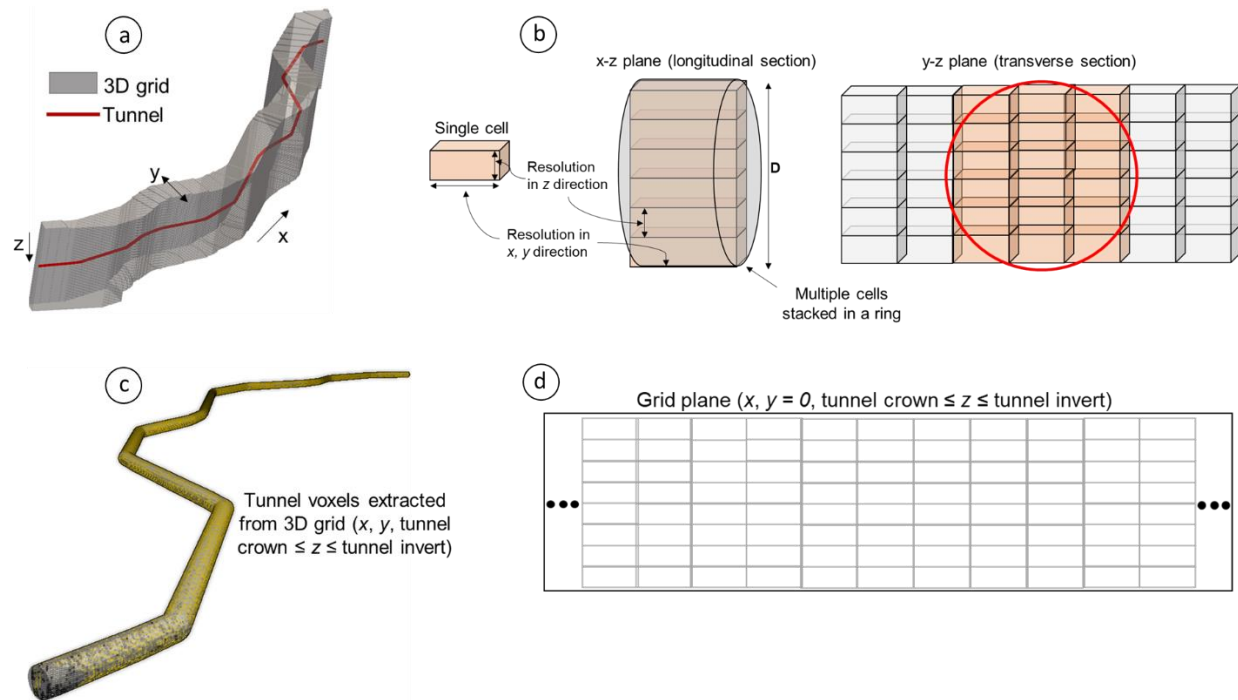 a
3D grid
Tunnel
y
z
x
b
x-z plane (longitudinal section)
y-z plane (transverse section)
Single cell
Resolution
in z direction
D
Resolution in
x, y direction
Multiple cells
stacked in a ring
c
Tunnel voxels extracted
from 3D grid (x, y, tunnel
crown ≤ z ≤ tunnel invert)
d
Grid plane (x, y = 0, tunnel crown ≤ z ≤ tunnel invert)